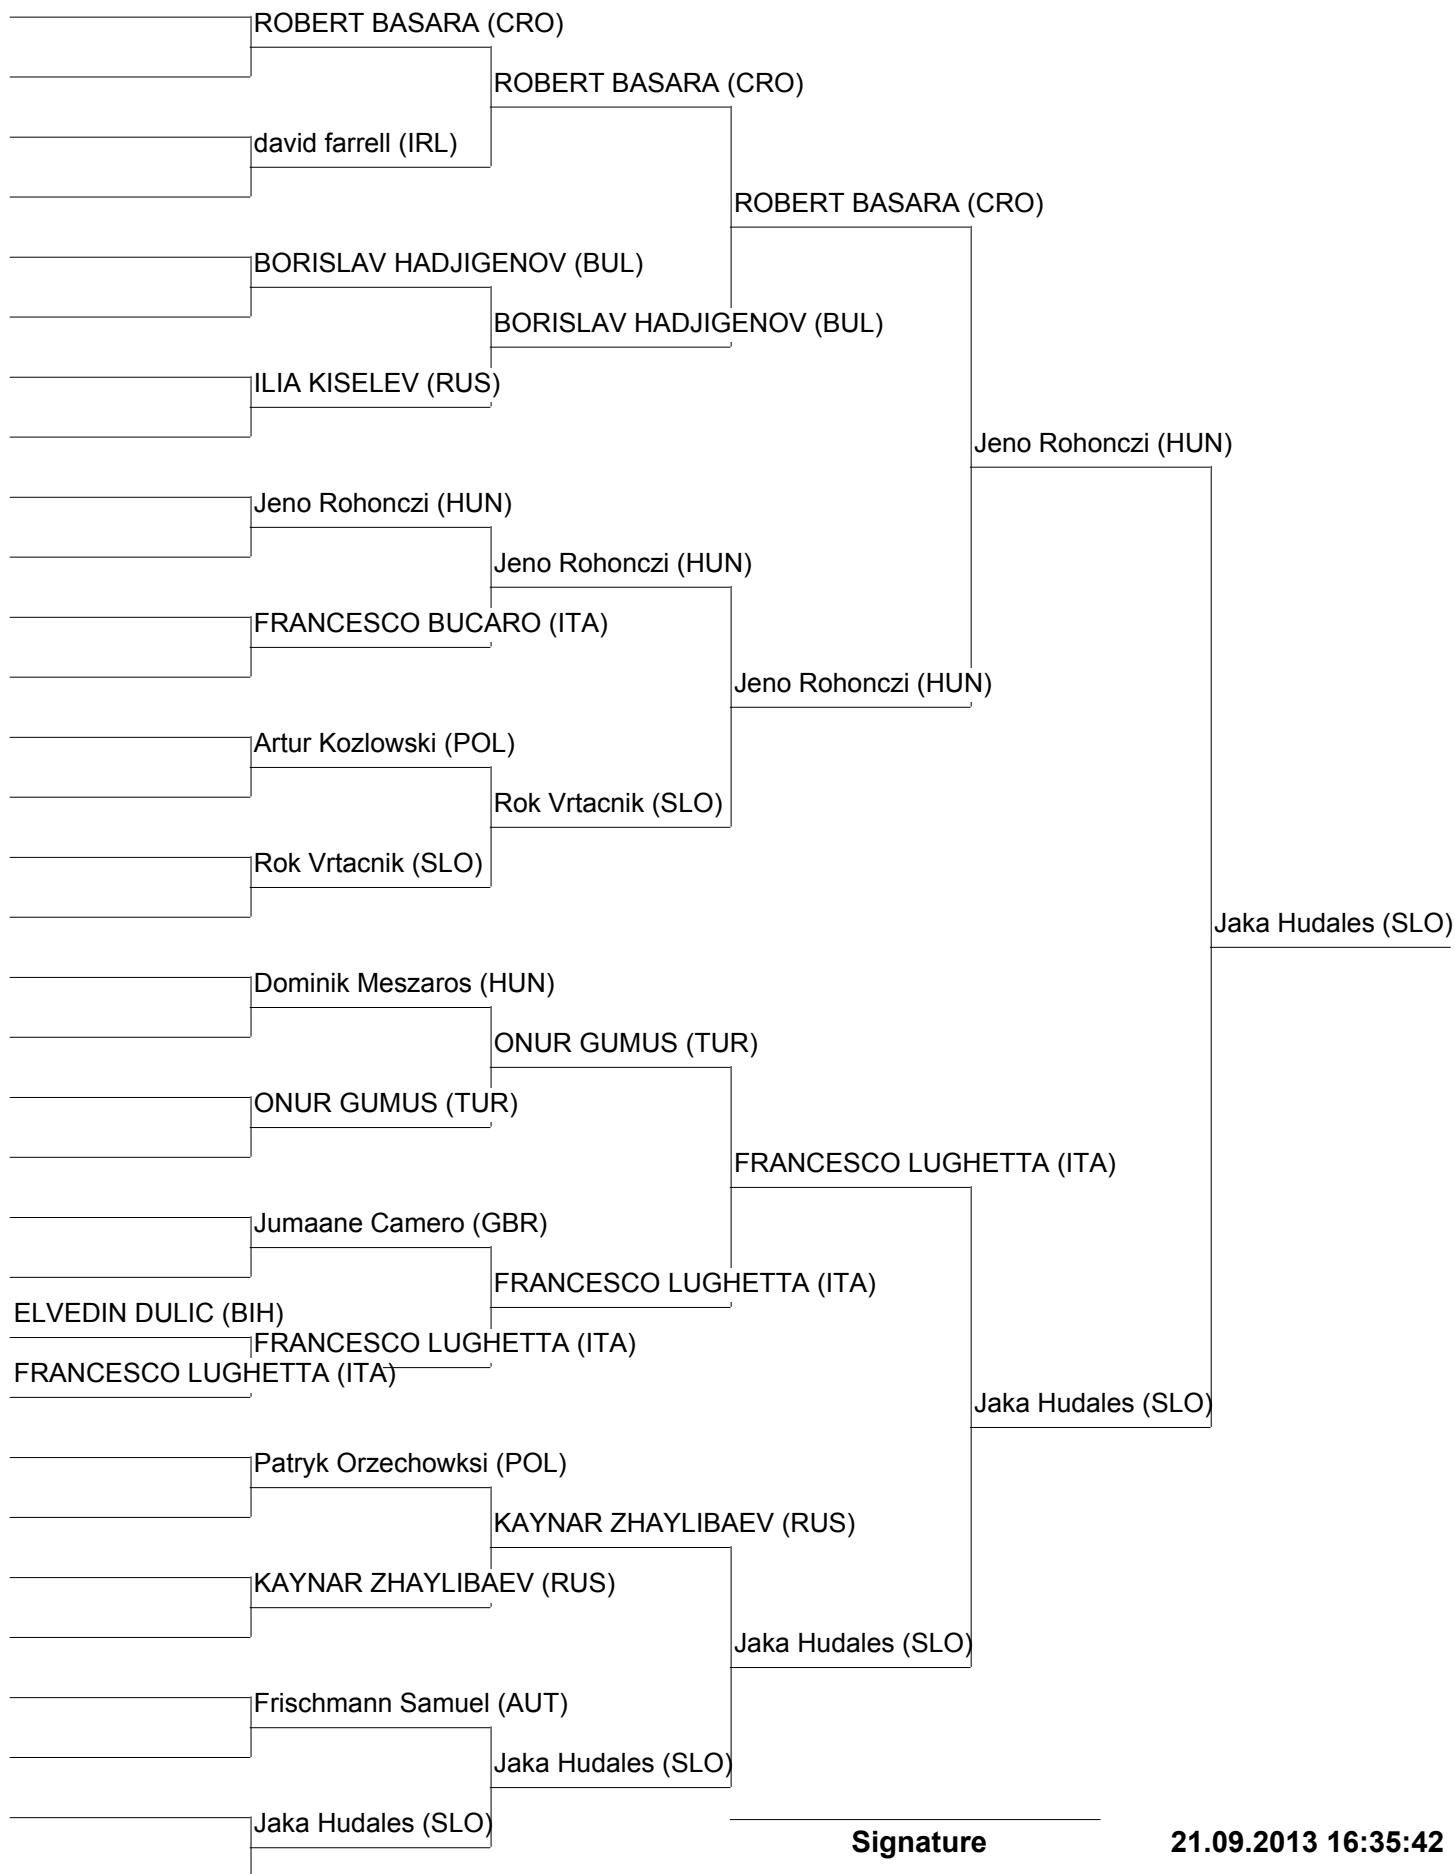 ROBERT BASARA (CRO)
ROBERT BASARA (CRO)
david farrell (IRL)
ROBERT BASARA (CRO)
BORISLAV HADJIGENOV (BUL)
BORISLAV HADJIGENOV (BUL)
ILIA KISELEV (RUS)
Jeno Rohonczi (HUN)
Jeno Rohonczi (HUN)
Jeno Rohonczi (HUN)
FRANCESCO BUCARO (ITA)
Jeno Rohonczi (HUN)
Artur Kozlowski (POL)
Rok Vrtacnik (SLO)
Rok Vrtacnik (SLO)
Jaka Hudales (SLO)
Dominik Meszaros (HUN)
ONUR GUMUS (TUR)
ONUR GUMUS (TUR)
FRANCESCO LUGHETTA (ITA)
Jumaane Camero (GBR)
FRANCESCO LUGHETTA (ITA)
ELVEDIN DULIC (BIH)
FRANCESCO LUGHETTA (ITA)
FRANCESCO LUGHETTA (ITA)
Jaka Hudales (SLO)
Patryk Orzechowksi (POL)
KAYNAR ZHAYLIBAEV (RUS)
KAYNAR ZHAYLIBAEV (RUS)
Jaka Hudales (SLO)
Frischmann Samuel (AUT)
Jaka Hudales (SLO)
Jaka Hudales (SLO)
Signature 21.09.2013 16:35:42